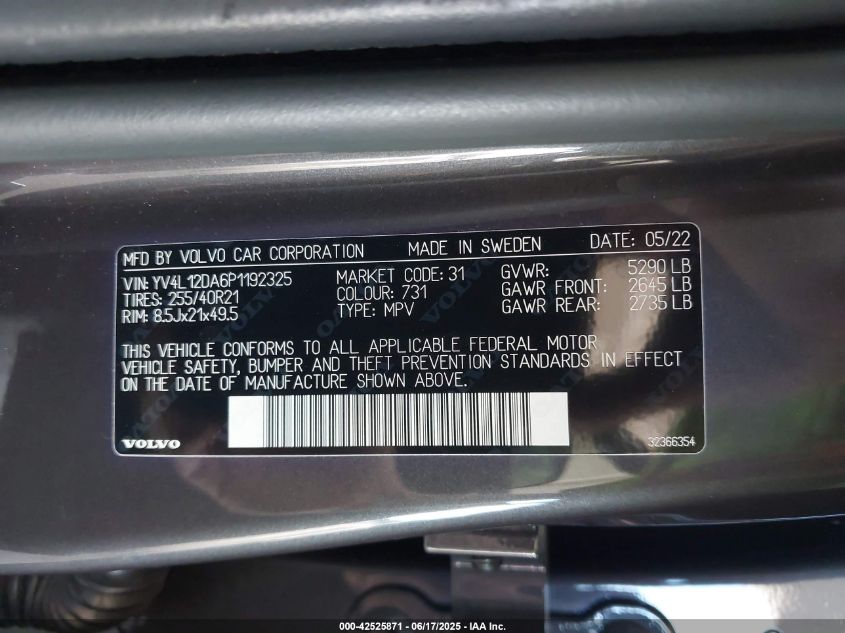 MFD BY VOLVO CAR CORPORATION MADE IN SWEDEN DATE: 05/22
VIN: YV4L12DA6P1192325 MARKET CODE: 31 GVWR: 5290 LB
TIRES: 255/40R21 COLOUR: 731 GAWR FRONT: 2645 LB
RIM: 8.5Jx21x49.5 TYPE: MPV GAWR REAR: 2735 LB
THIS VEHICLE CONFORMS TO ALL APPLICABLE FEDERAL MOTOR
VEHICLE SAFETY, BUMPER AND THEFT PREVENTION STANDARDS IN EFFECT
ON THE DATE OF MANUFACTURE SHOWN ABOVE.
VOLVO 32366354
000-42525871 - 06/17/2025 - IAA Inc.